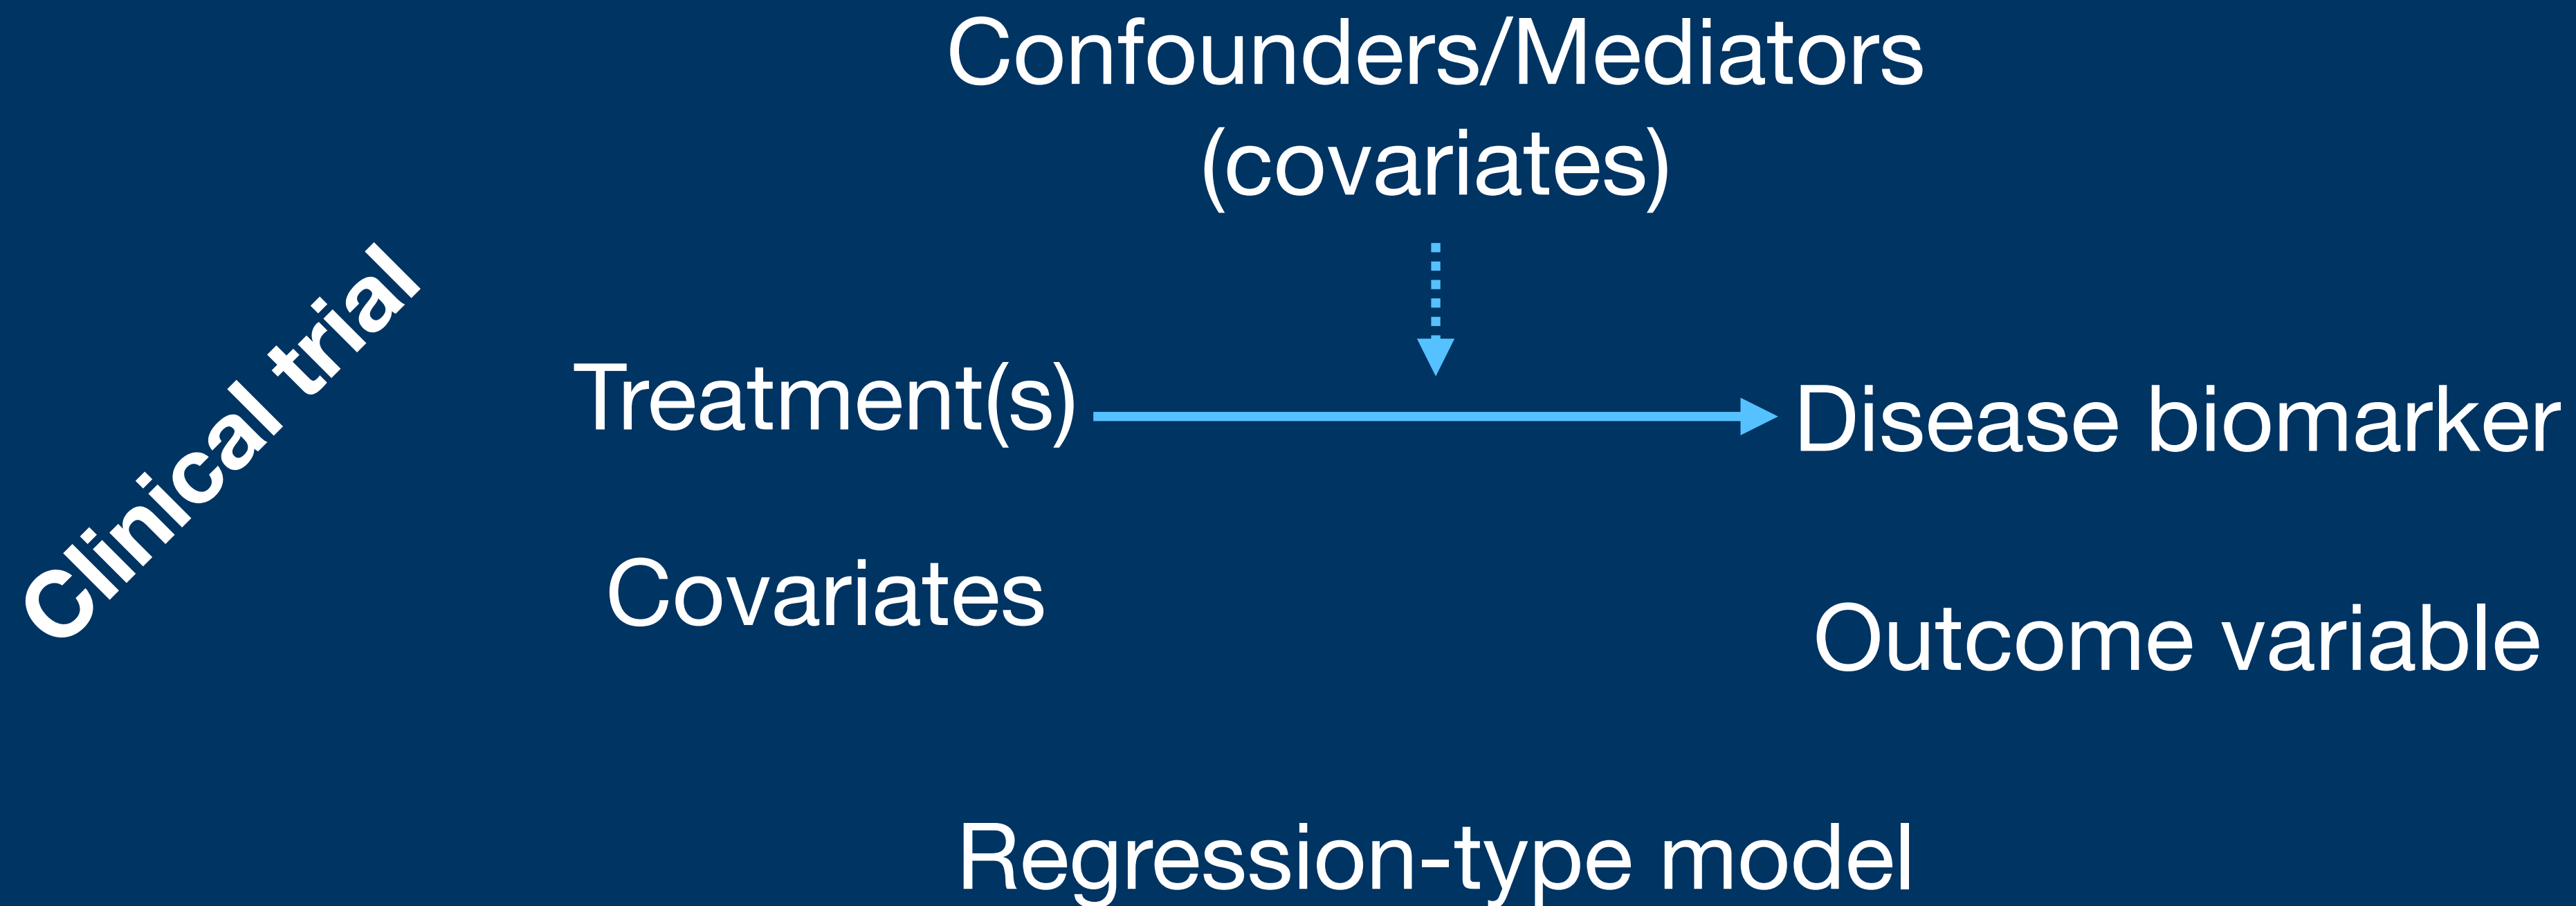 Confounders/Mediators
(covariates)
Clinical trial
Treatment(s)
Disease biomarker
Covariates
Outcome variable
Regression-type model